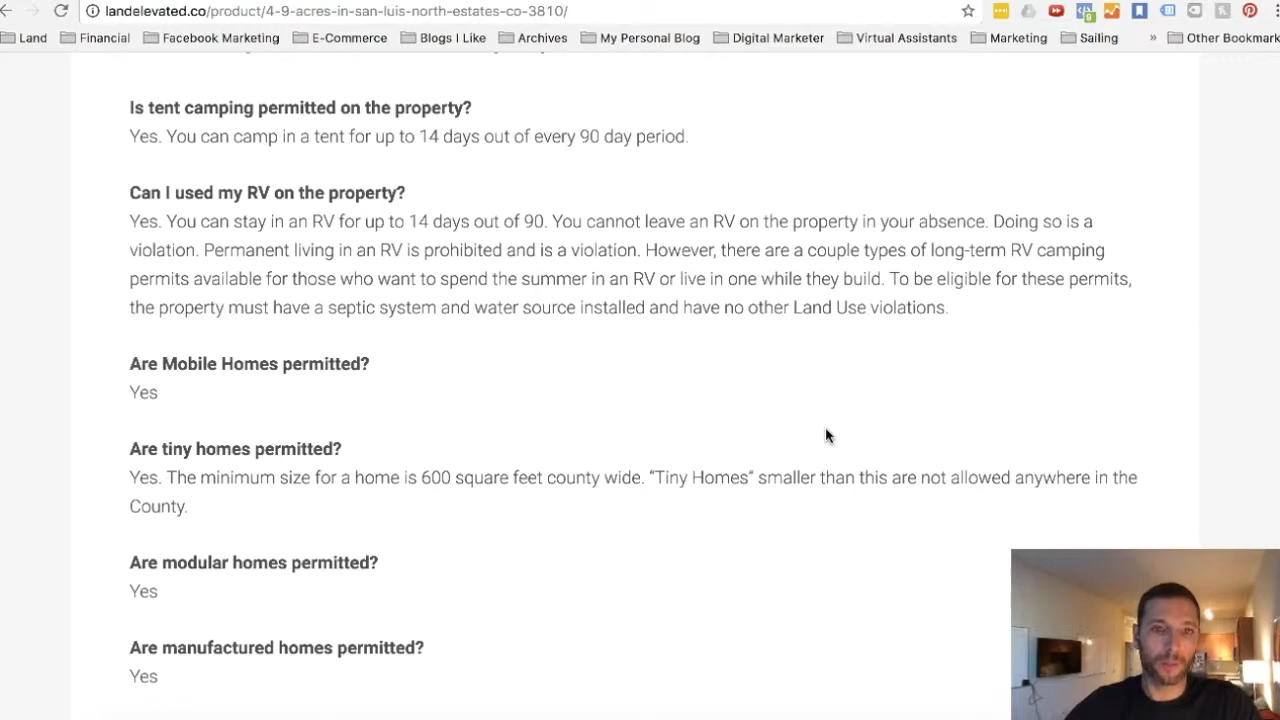 landelevated.co/product/4-9-acres-in-san-luis-north-estates-co-3810/
9
Land Financial Facebook Marketing E-Commerce Blogs I Like Archives My Personal Blog Digital Marketer Virtual Assistants Marketing Sailing » Other Bookmark
Is tent camping permitted on the property?
Yes. You can camp in a tent for up to 14 days out of every 90 day period.
Can I used my RV on the property?
Yes. You can stay in an RV for up to 14 days out of 90. You cannot leave an RV on the property in your absence. Doing so is a
violation. Permanent living in an RV is prohibited and is a violation. However, there are a couple types of long-term RV camping
permits available for those who want to spend the summer in an RV or live in one while they build. To be eligible for these permits,
the property must have a septic system and water source installed and have no other Land Use violations.
Are Mobile Homes permitted?
Yes
Are tiny homes permitted?
Yes. The minimum size for a home is 600 square feet county wide. “Tiny Homes“ smaller than this are not allowed anywhere in the
County.
Are modular homes permitted?
Yes
Are manufactured homes permitted?
Yes